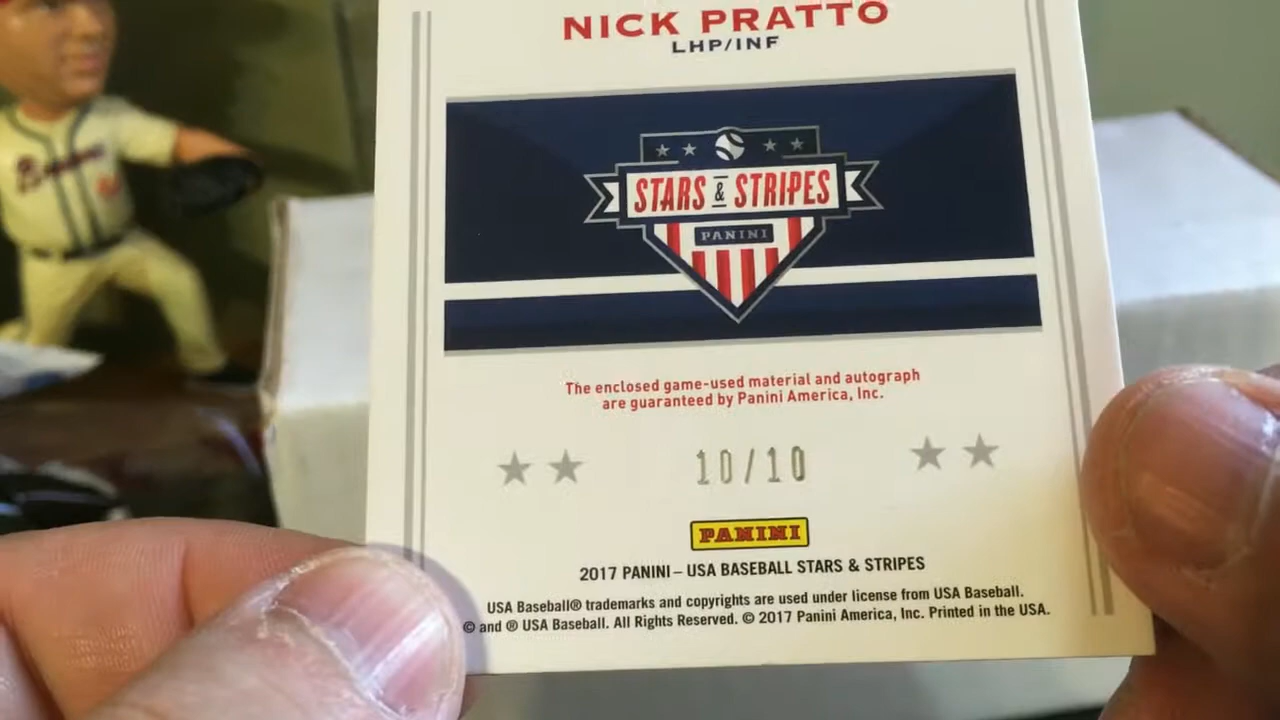 NICK PRATTO
LHP/INF
STARS & STRIPES
PANINI
The enclosed game-used material and autograph
are guaranteed by Panini America, Inc.
10/10
PANINI
2017 PANINI – USA BASEBALL STARS & STRIPES
USA Baseball® trademarks and copyrights are used under license from USA Baseball.
© and ® USA Baseball. All Rights Reserved. © 2017 Panini America, Inc. Printed in the USA.